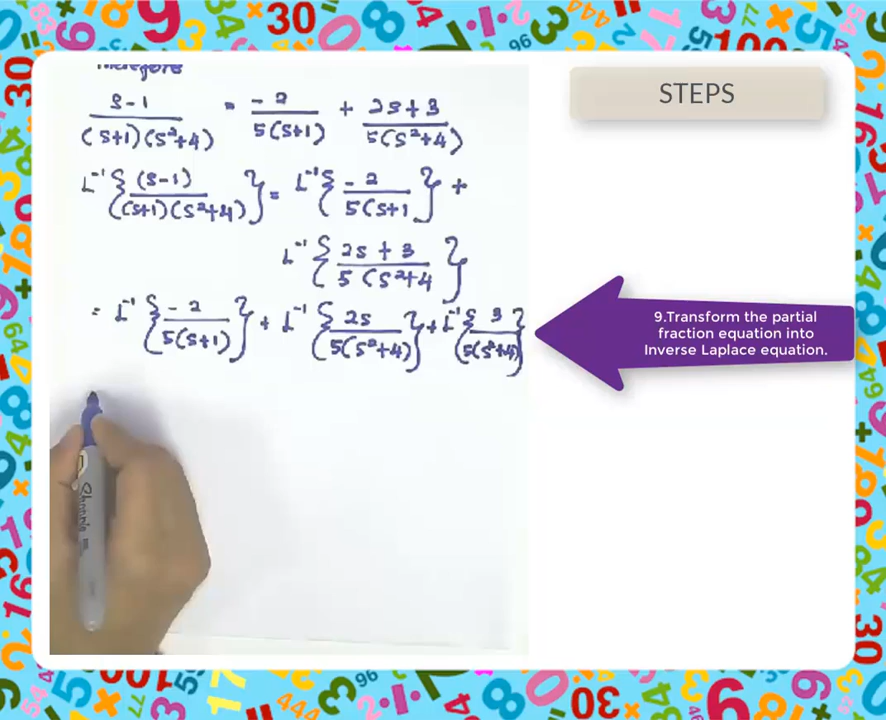 Therefore
STEPS
s-1/(s+1)(s²+4) = -2/5(s+1) + 2s+3/5(s²+4)
L⁻¹{(s-1)/((s+1)(s²+4)} = L⁻¹{-2/5(s+1} +
L⁻¹{2s+3/5(s²+4}
= L⁻¹{-2/5(s+1)} + L⁻¹{2s/5(s²+4)} + L⁻¹{3/5(s²+4)}
9.Transform the partial
fraction equation into
Inverse Laplace equation.
Sharpie